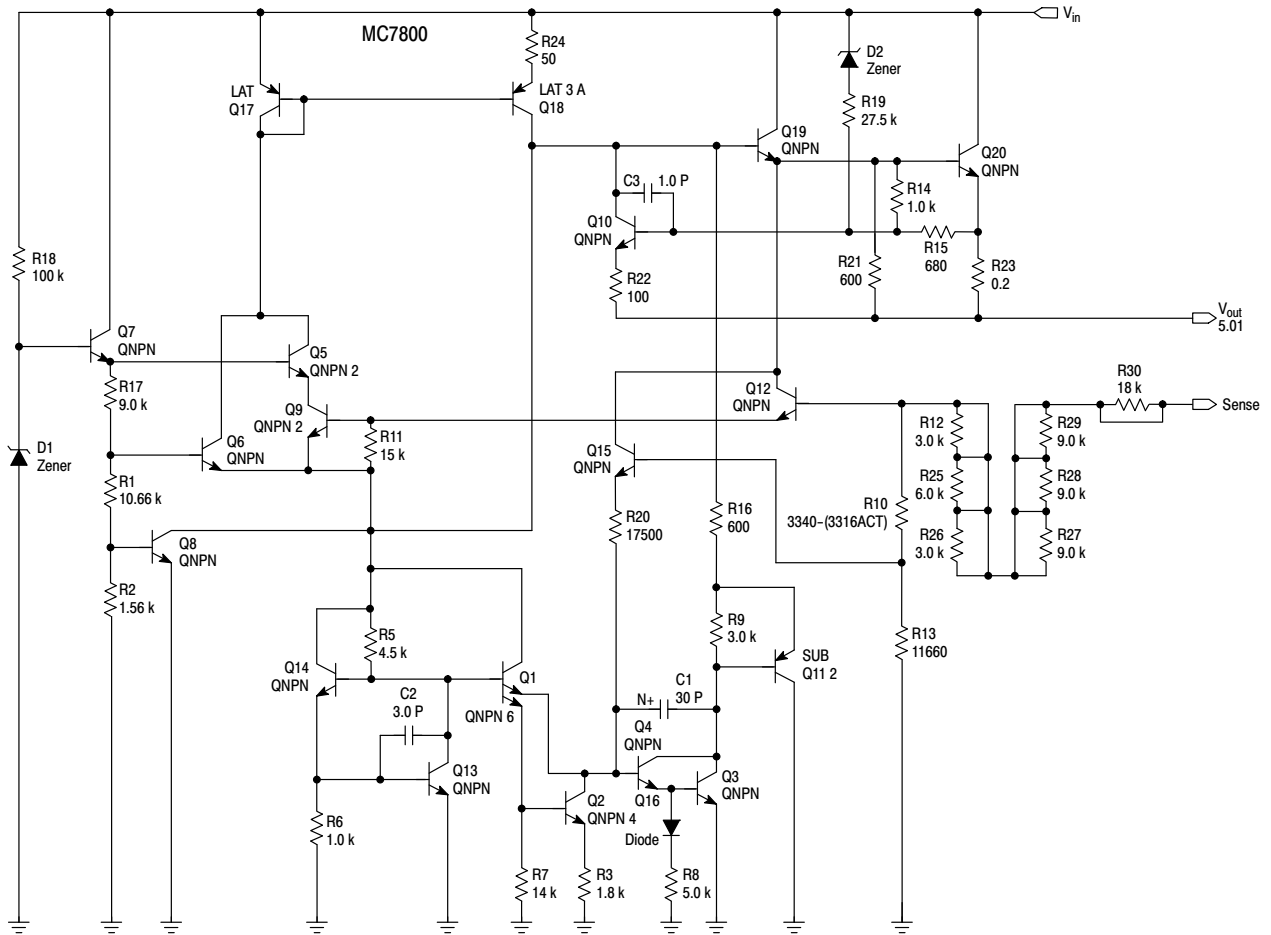 MC7800
Vin
R24
50
D2
Zener
LAT
Q17
LAT 3 A
Q18
R19
27.5 k
Q19
QNPN
Q20
QNPN
C3
1.0 P
R14
1.0 k
Q10
QNPN
R15
680
R18
100 k
R21
600
R23
0.2
R22
100
Vout
5.01
Q7
QNPN
Q5
QNPN 2
R30
18 k
R17
9.0 k
Q12
QNPN
Sense
Q9
QNPN 2
R12
3.0 k
R29
9.0 k
D1
Zener
Q6
QNPN
R11
15 k
Q15
QNPN
R1
10.66 k
R25
6.0 k
R28
9.0 k
R10
3340-(3316ACT)
R20
17500
R16
600
R26
3.0 k
R27
9.0 k
Q8
QNPN
R2
1.56 k
R9
3.0 k
R13
11660
R5
4.5 k
SUB
Q11 2
Q14
QNPN
Q1
QNPN 6
C2
3.0 P
N+
C1
30 P
Q4
QNPN
Q13
QNPN
Q3
QNPN
Q16
Q2
QNPN 4
R6
1.0 k
Diode
R7
14 k
R3
1.8 k
R8
5.0 k